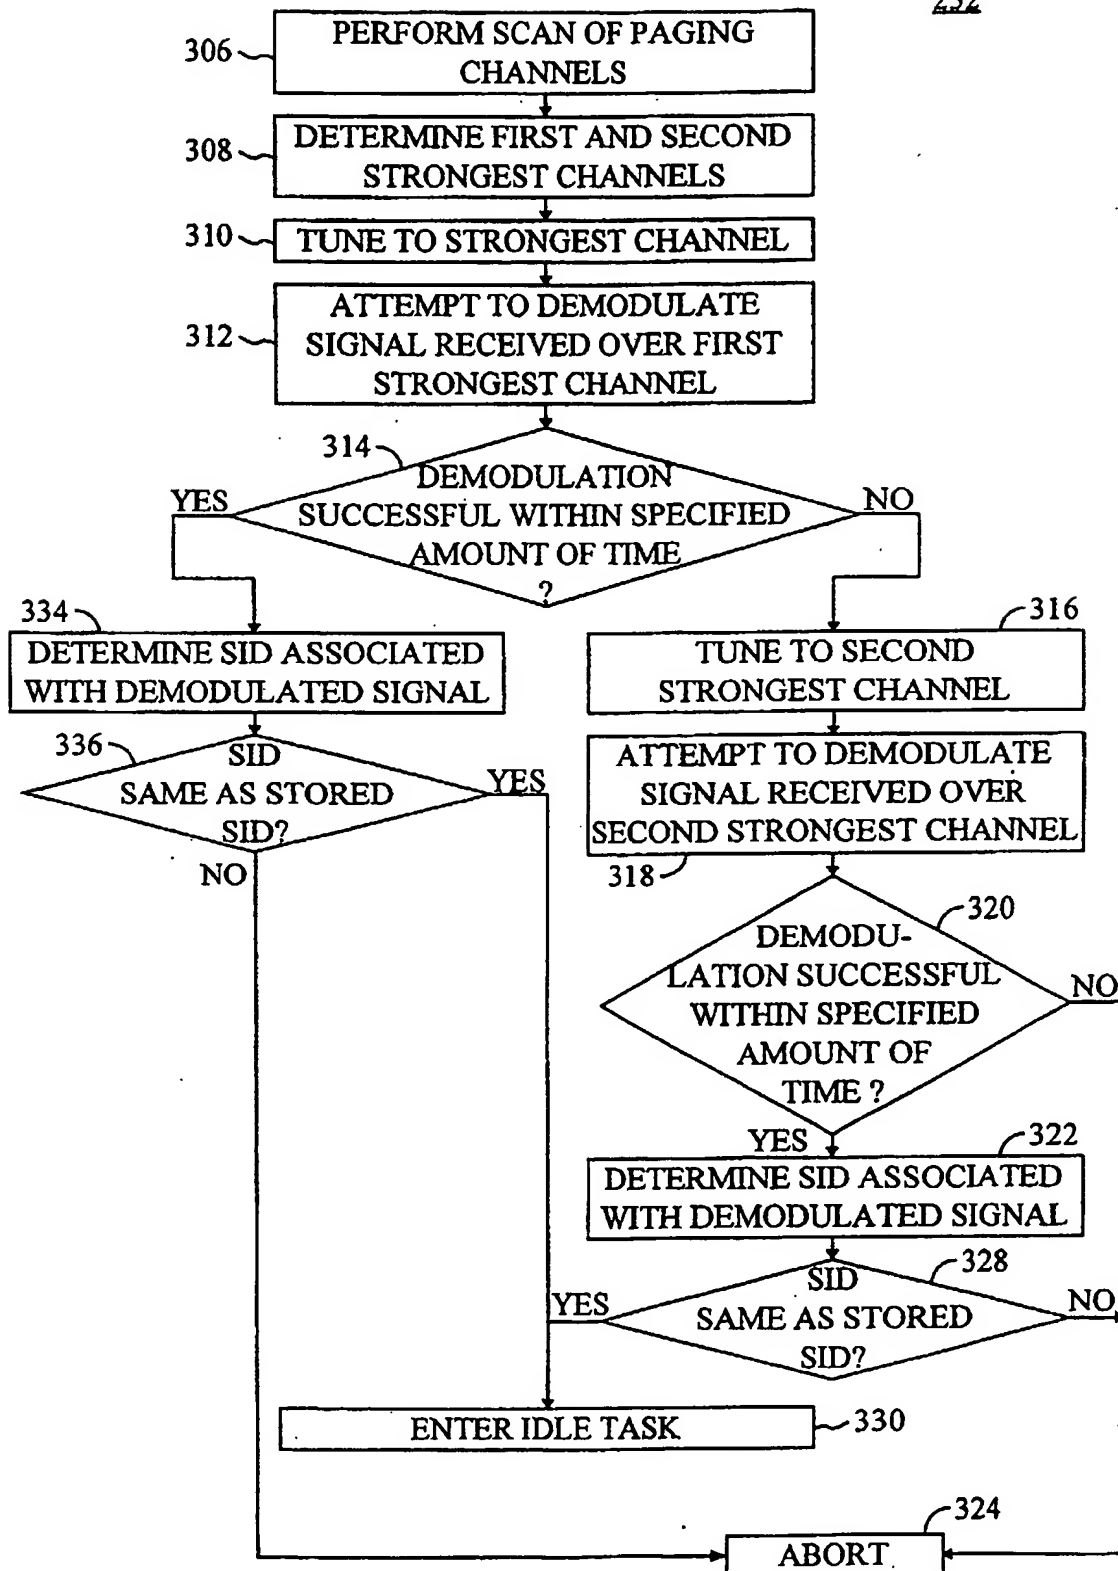 306
PERFORM SCAN OF PAGING
CHANNELS
308
DETERMINE FIRST AND SECOND
STRONGEST CHANNELS
310
TUNE TO STRONGEST CHANNEL
312
ATTEMPT TO DEMODULATE
SIGNAL RECEIVED OVER FIRST
STRONGEST CHANNEL
314
DEMODULATION
SUCCESSFUL WITHIN SPECIFIED
AMOUNT OF TIME
?
YES
NO
334
DETERMINE SID ASSOCIATED
WITH DEMODULATED SIGNAL
336
SID
SAME AS STORED
SID?
YES
NO
316
TUNE TO SECOND
STRONGEST CHANNEL
ATTEMPT TO DEMODULATE
SIGNAL RECEIVED OVER
SECOND STRONGEST CHANNEL
318
320
DEMODU-
LATION SUCCESSFUL
WITHIN SPECIFIED
AMOUNT OF
TIME ?
NO
YES
322
DETERMINE SID ASSOCIATED
WITH DEMODULATED SIGNAL
328
SID
SAME AS STORED
SID?
YES
NO
ENTER IDLE TASK
330
324
ABORT